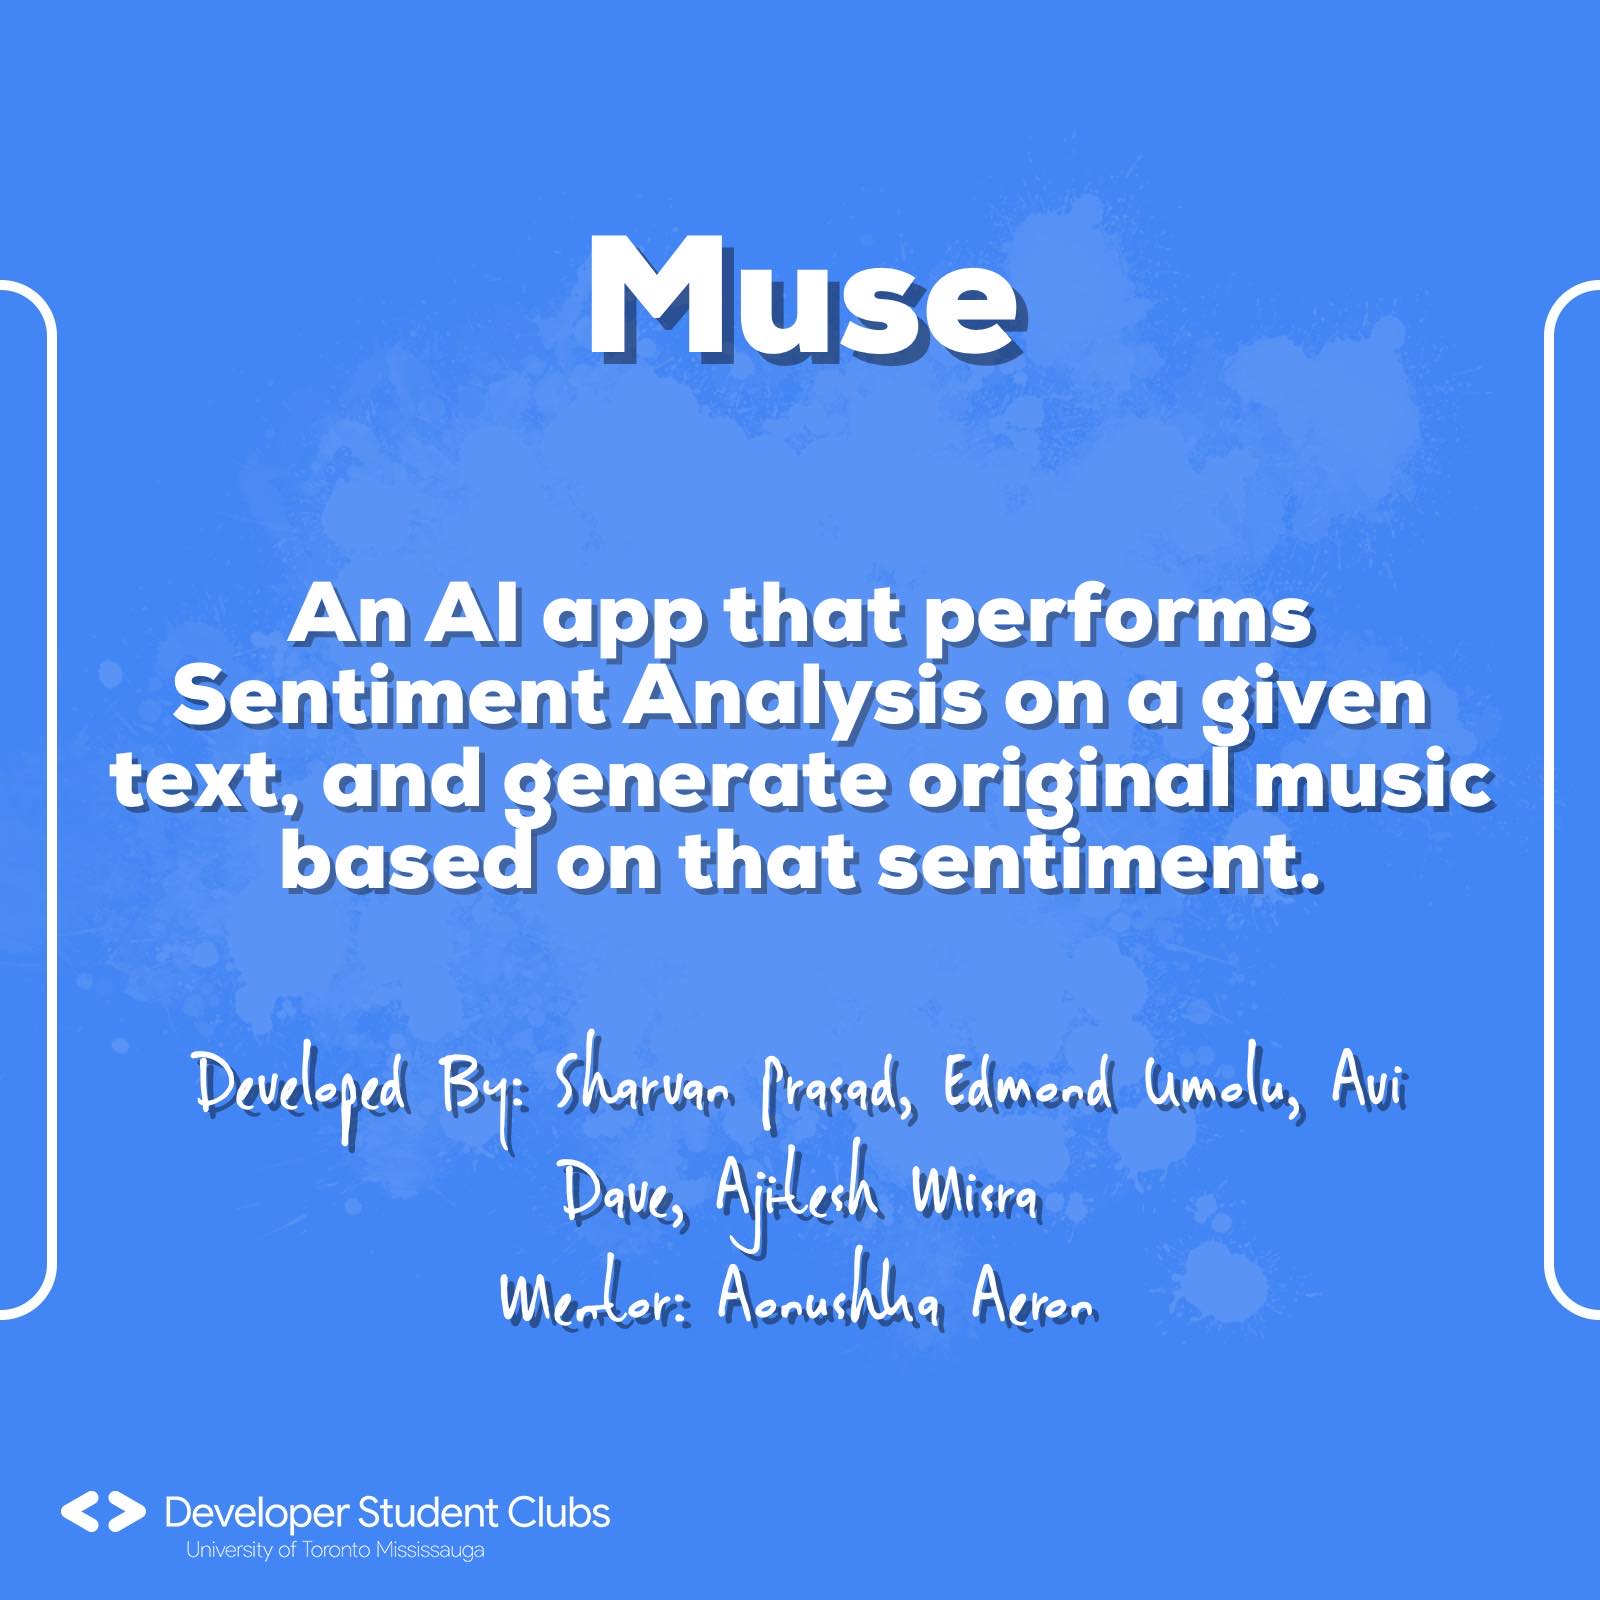 Muse
An AI app that performs
Sentiment Analysis on a given
text, and generate original music
based on that sentiment.
Developed By: Sharvan Prasad, Edmond Umolu, Avi
Dave, Ajitesh Misra
Mentor: Aonushka Aeron
<> Developer Student Clubs
University of Toronto Mississauga